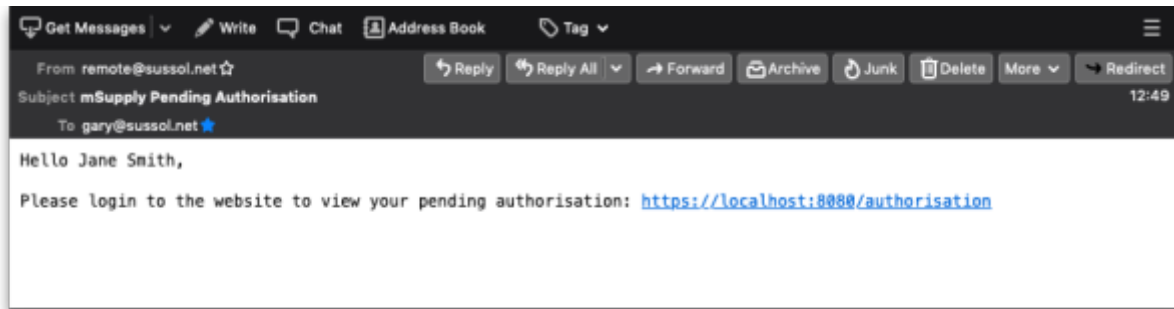 Get Messages Write Chat Address Book Tag
From remote@sussol.net Reply Reply All Forward Archive Junk Delete More Redirect
Subject mSupply Pending Authorisation 12:49
To gary@sussol.net
Hello Jane Smith,
Please login to the website to view your pending authorisation: https://localhost:8080/authorisation